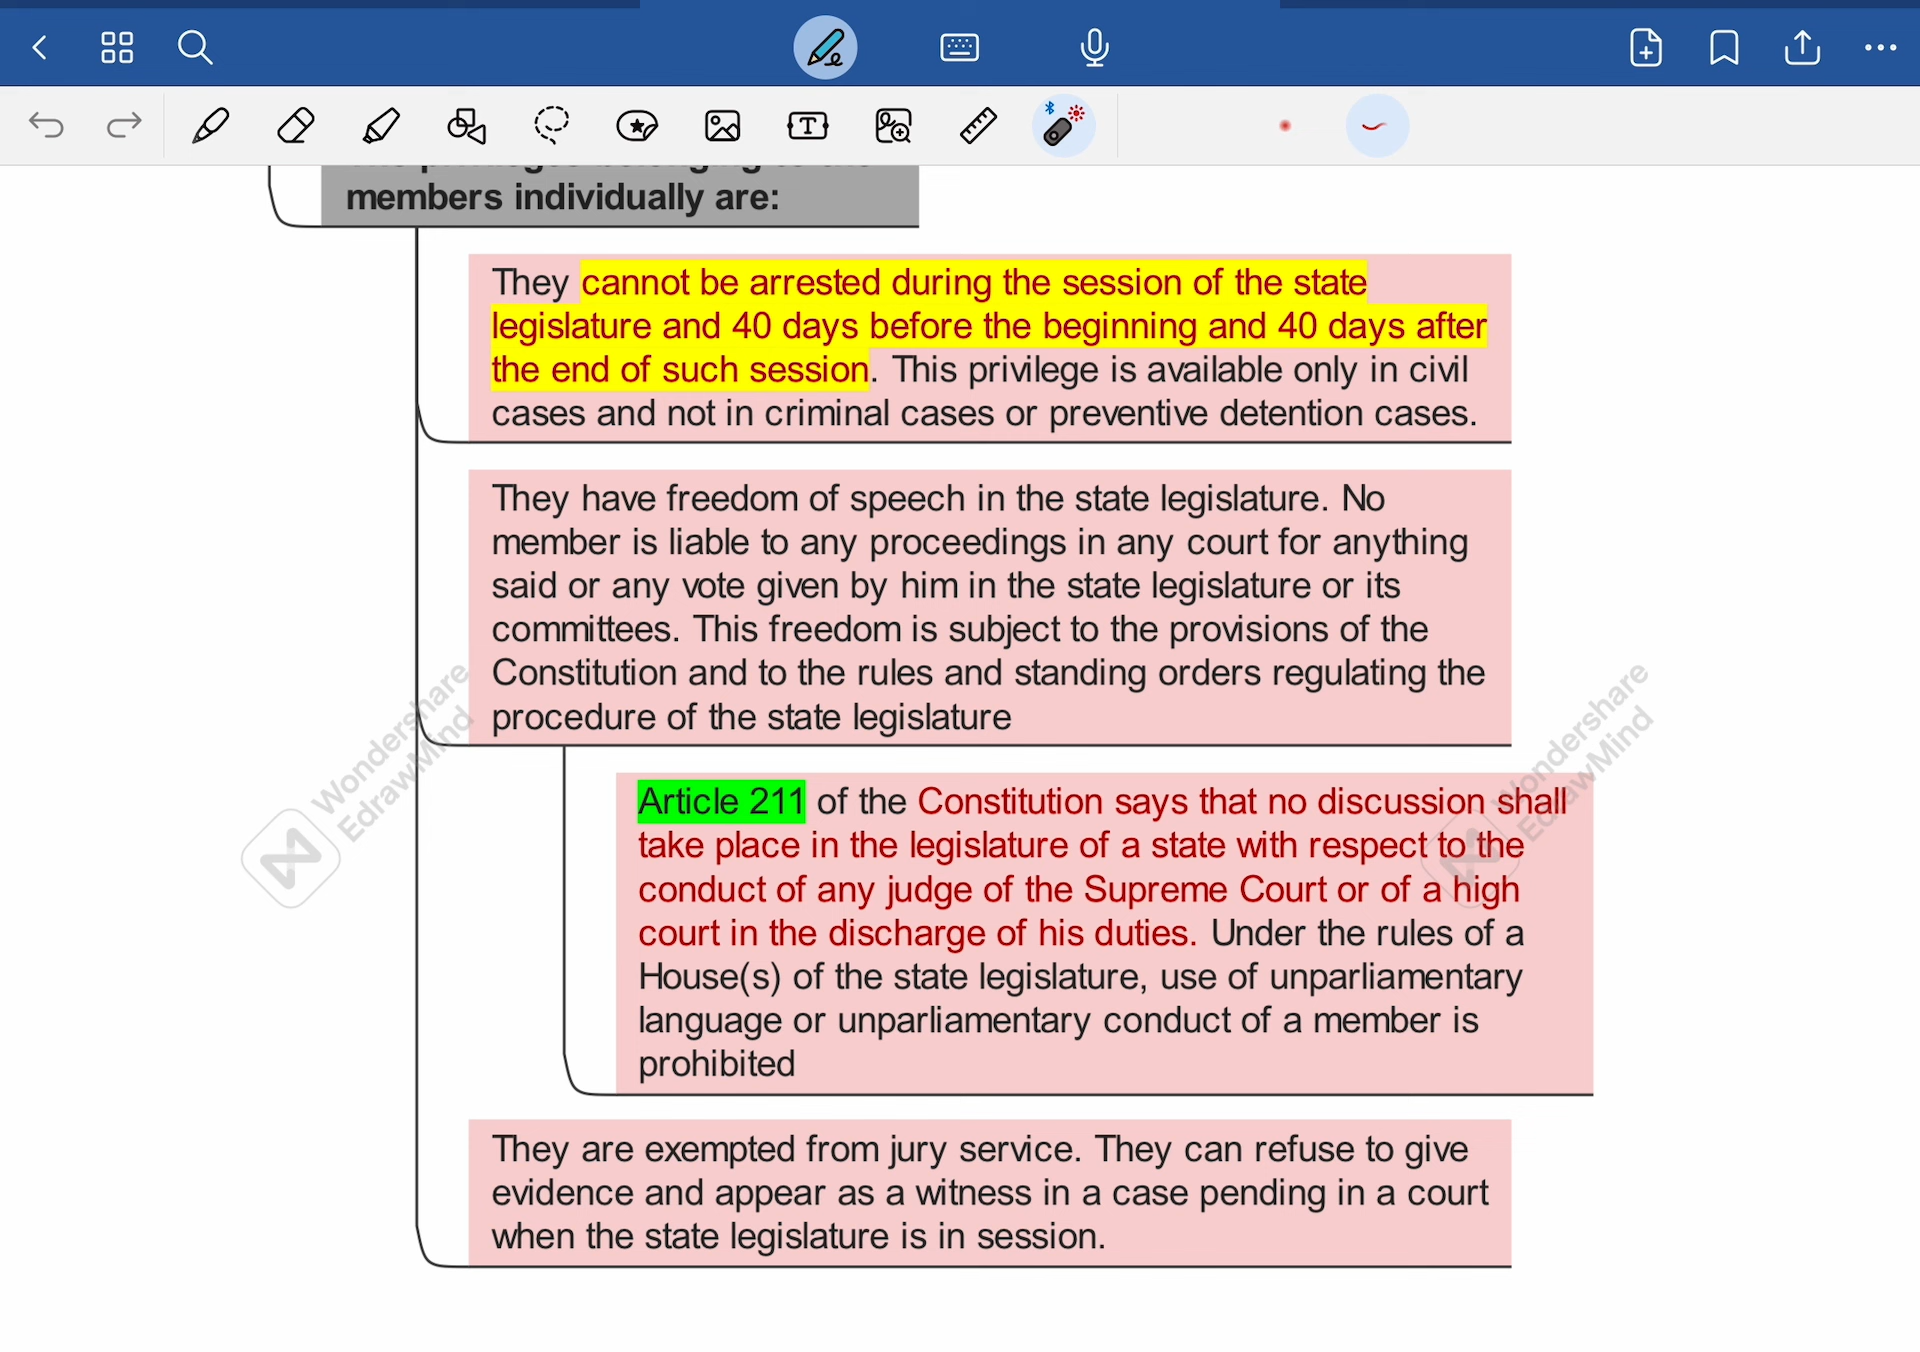 members individually are:
They cannot be arrested during the session of the state
legislature and 40 days before the beginning and 40 days after
the end of such session. This privilege is available only in civil
cases and not in criminal cases or preventive detention cases.
They have freedom of speech in the state legislature. No
member is liable to any proceedings in any court for anything
said or any vote given by him in the state legislature or its
committees. This freedom is subject to the provisions of the
Constitution and to the rules and standing orders regulating the
procedure of the state legislature
Wondershare
EdrawMind
Wondershare
EdrawMind
Article 211 of the Constitution says that no discussion shall
take place in the legislature of a state with respect to the
conduct of any judge of the Supreme Court or of a high
court in the discharge of his duties. Under the rules of a
House(s) of the state legislature, use of unparliamentary
language or unparliamentary conduct of a member is
prohibited
They are exempted from jury service. They can refuse to give
evidence and appear as a witness in a case pending in a court
when the state legislature is in session.